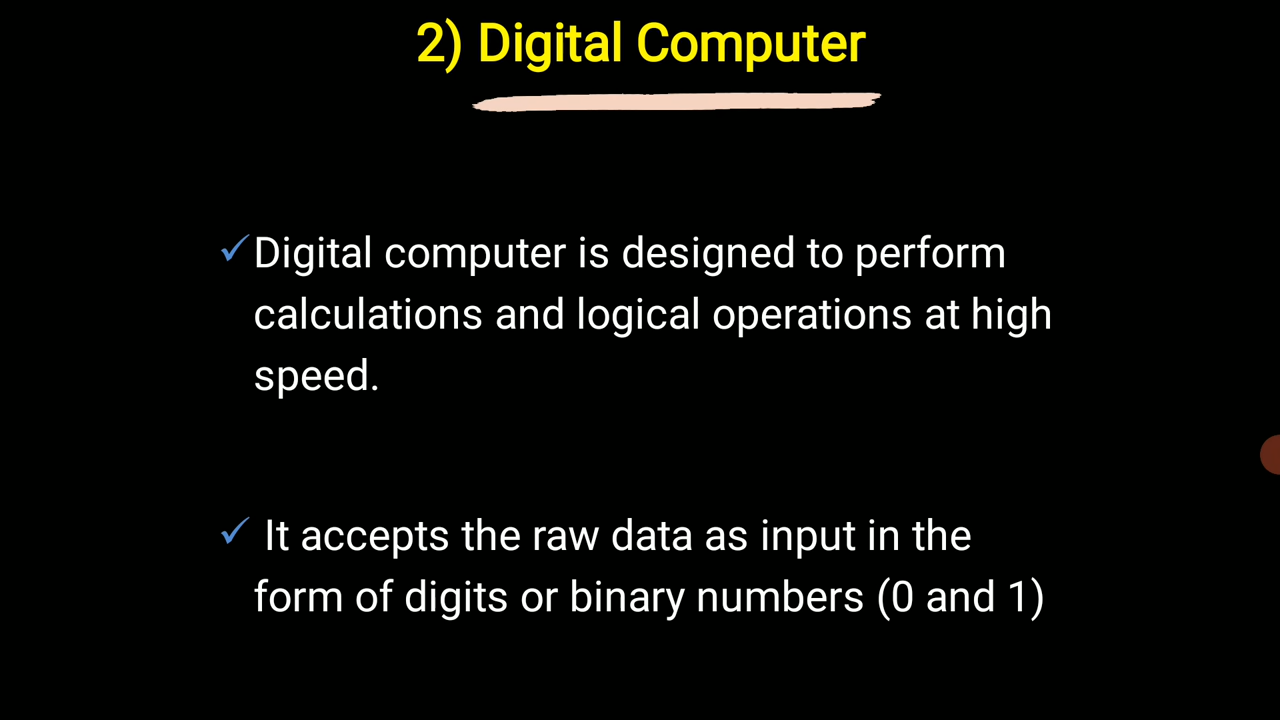 2) Digital Computer
✓Digital computer is designed to perform
calculations and logical operations at high
speed.
✓ It accepts the raw data as input in the
form of digits or binary numbers (0 and 1)